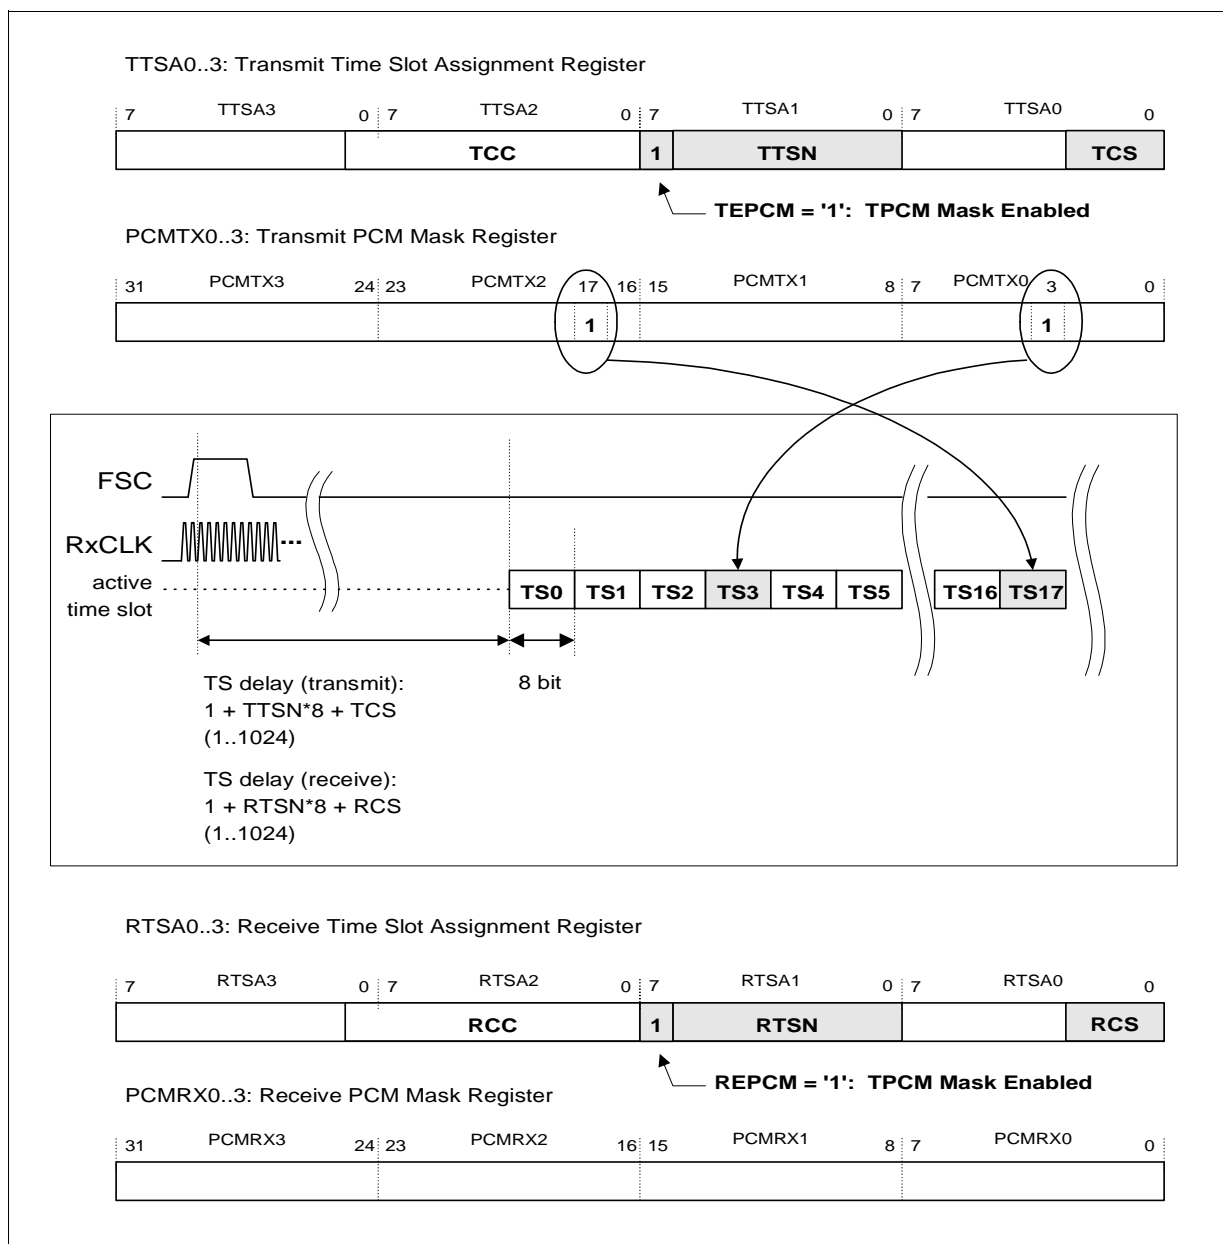 TTSA0..3: Transmit Time Slot Assignment Register
7 TTSA3 0 7 TTSA2 0 7 TTSA1 0 7 TTSA0 0
TCC 1 TTSN TCS
TEPCM = '1': TPCM Mask Enabled
PCMTX0..3: Transmit PCM Mask Register
31 PCMTX3 24 23 PCMTX2 17 16 15 PCMTX1 8 7 PCMTX0 3 0
1 1
FSC
RxCLK
active
time slot
TS0 TS1 TS2 TS3 TS4 TS5 TS16 TS17
8 bit
TS delay (transmit):
1 + TTSN*8 + TCS
(1..1024)
TS delay (receive):
1 + RTSN*8 + RCS
(1..1024)
RTSA0..3: Receive Time Slot Assignment Register
7 RTSA3 0 7 RTSA2 0 7 RTSA1 0 7 RTSA0 0
RCC 1 RTSN RCS
REPCM = '1': TPCM Mask Enabled
PCMRX0..3: Receive PCM Mask Register
31 PCMRX3 24 23 PCMRX2 16 15 PCMRX1 8 7 PCMRX0 0